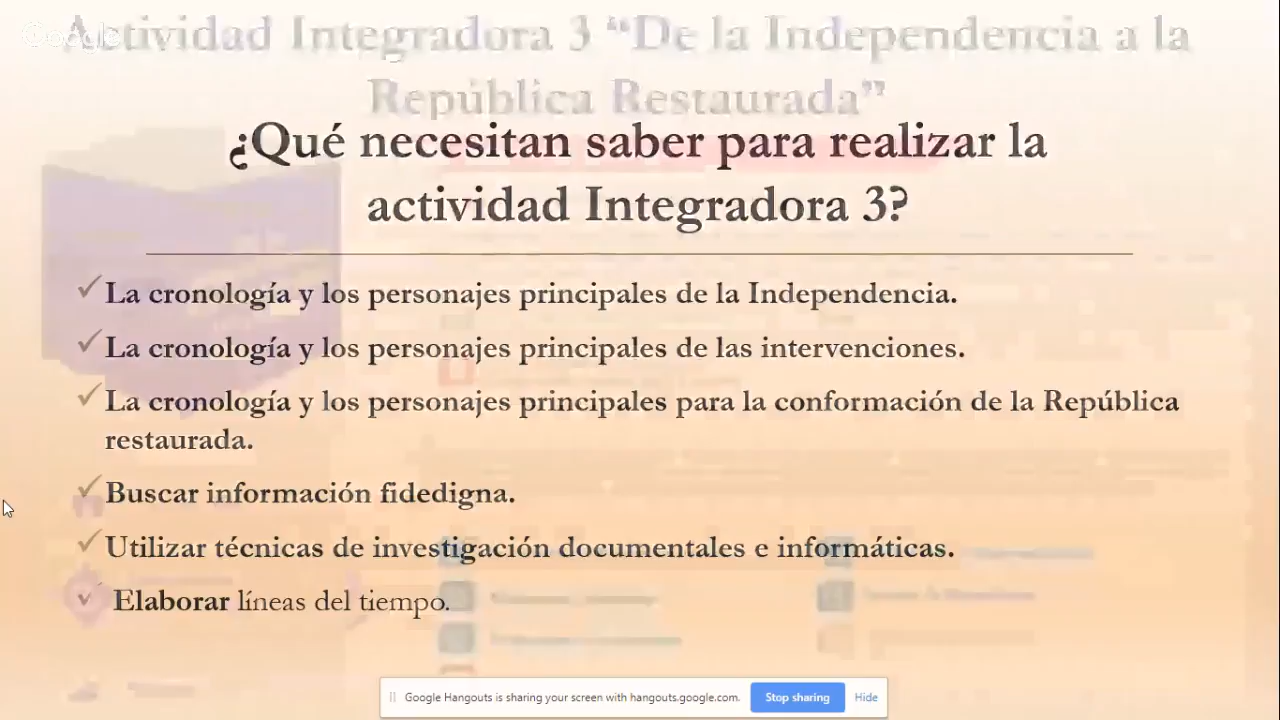 Google
Actividad Integradora 3 “De la Independencia a la
República Restaurada”
¿Qué necesitan saber para realizar la
actividad Integradora 3?
La cronología y los personajes principales de la Independencia.
La cronología y los personajes principales de las intervenciones.
La cronología y los personajes principales para la conformación de la República
restaurada.
Buscar información fidedigna.
Utilizar técnicas de investigación documentales e informáticas.
Elaborar líneas del tiempo.
Google Hangouts is sharing your screen with hangouts.google.com.
Stop sharing
Hide